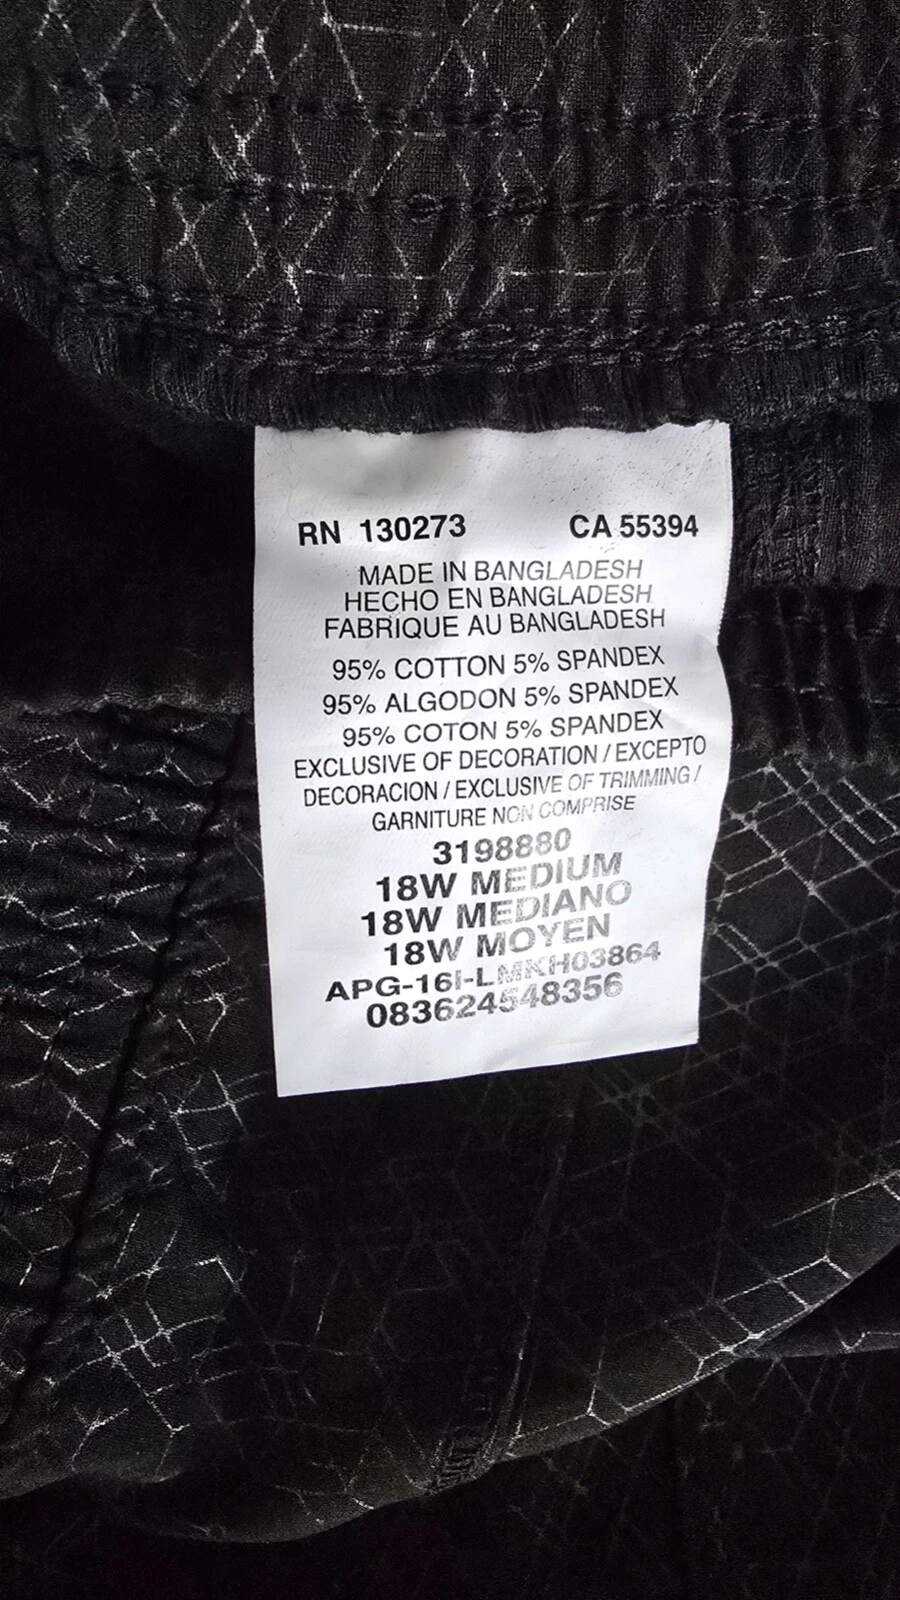 RN 130273 CA 55394
MADE IN BANGLADESH
HECHO EN BANGLADESH
FABRIQUE AU BANGLADESH
95% COTTON 5% SPANDEX
95% ALGODON 5% SPANDEX
95% COTON 5% SPANDEX
EXCLUSIVE OF DECORATION / EXCEPTO
DECORACION / EXCLUSIVE OF TRIMMING /
GARNITURE NON COMPRISE
3198880
18W MEDIUM
18W MEDIANO
18W MOYEN
APG-16I-LMKH03864
083624548356